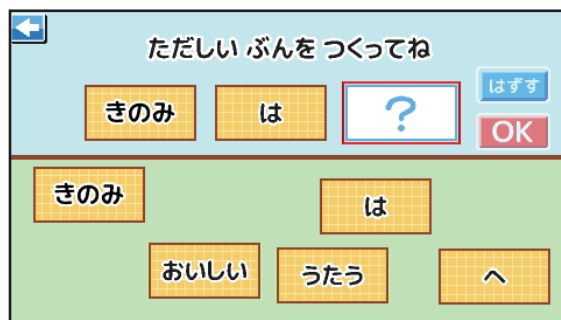 ただしい ぶんを つくってね
きのみ は ?
はずす
OK
きのみ は
おいしい うたう へ